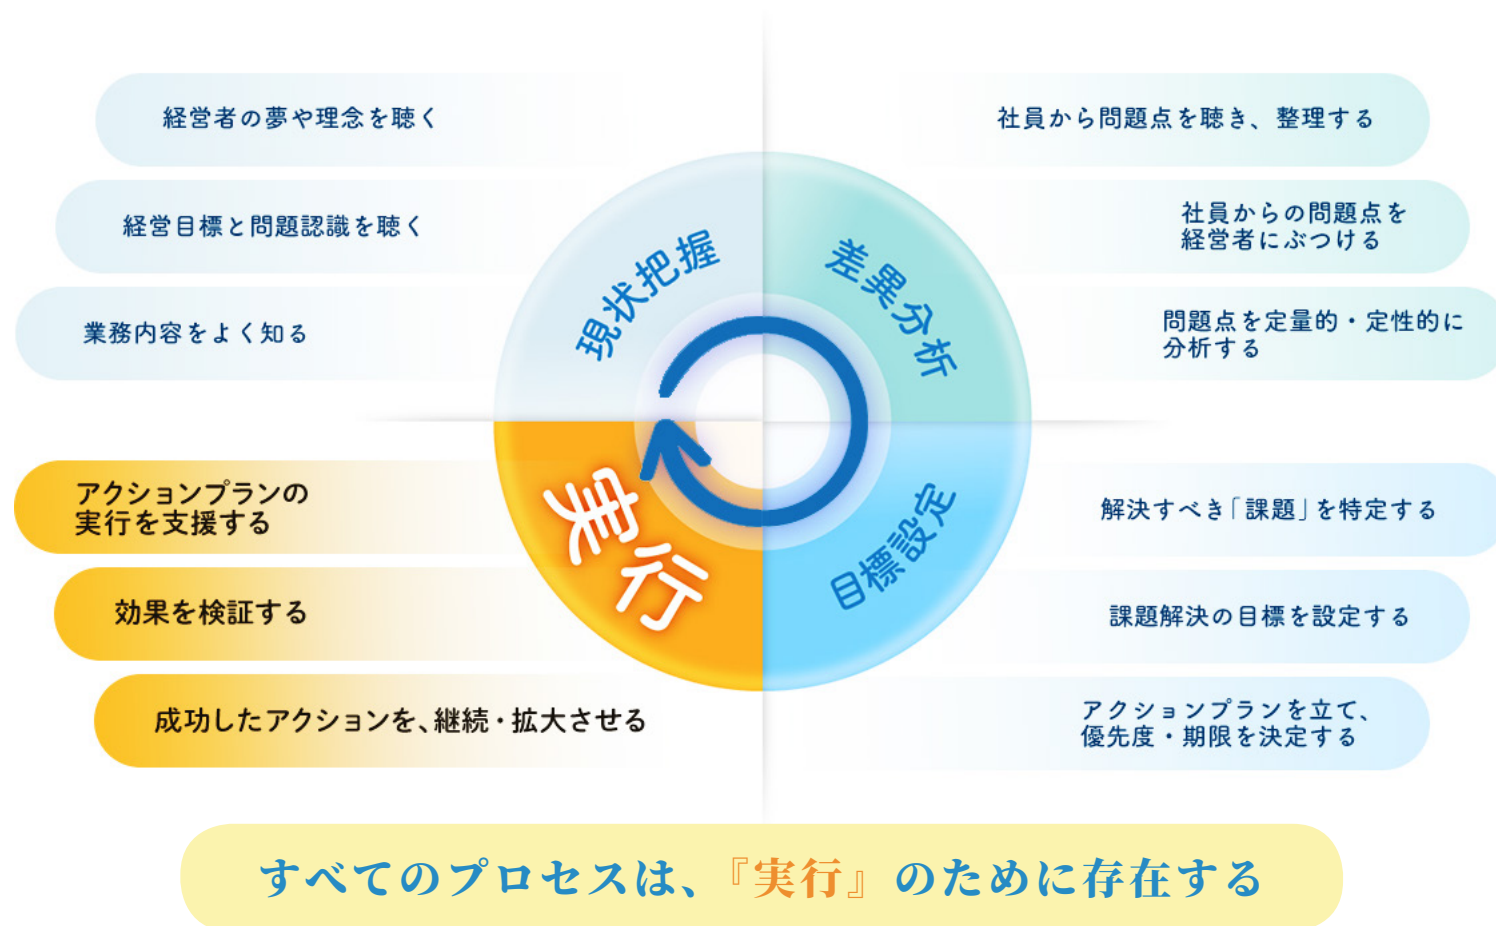 経営者の夢や理念を聴く
経営目標と問題認識を聴く
業務内容をよく知る
現状把握
社員から問題点を聴き、整理する
社員からの問題点を
経営者にぶつける
問題点を定量的・定性的に
分析する
差異分析
解決すべき「課題」を特定する
課題解決の目標を設定する
アクションプランを立て、
優先度・期限を決定する
目標設定
アクションプランの
実行を支援する
効果を検証する
成功したアクションを、継続・拡大させる
実行
すべてのプロセスは、『実行』のために存在する